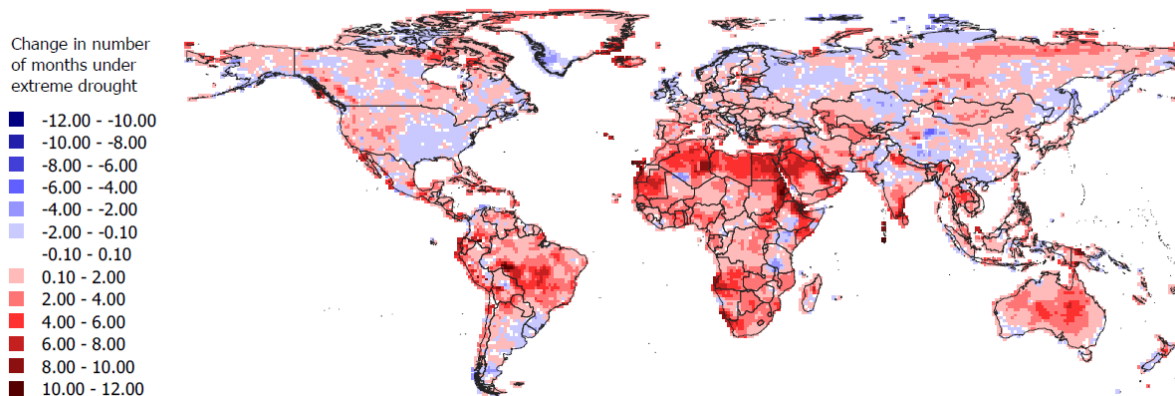 Change in number
of months under
extreme drought
-12.00 - -10.00
-10.00 - -8.00
-8.00 - -6.00
-6.00 - -4.00
-4.00 - -2.00
-2.00 - -0.10
-0.10 - 0.10
0.10 - 2.00
2.00 - 4.00
4.00 - 6.00
6.00 - 8.00
8.00 - 10.00
10.00 - 12.00